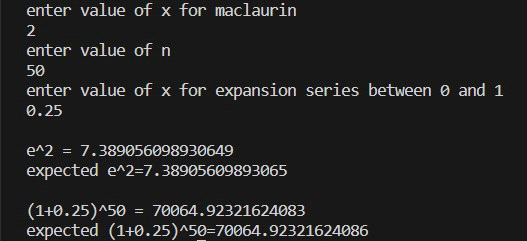 enter value of x for maclaurin
2
enter value of n
50
enter value of x for expansion series between 0 and 1
0.25
e^2 = 7.389056098930649
expected e^2=7.38905609893065
(1+0.25)^50 = 70064.92321624083
expected (1+0.25)^50=70064.92321624086